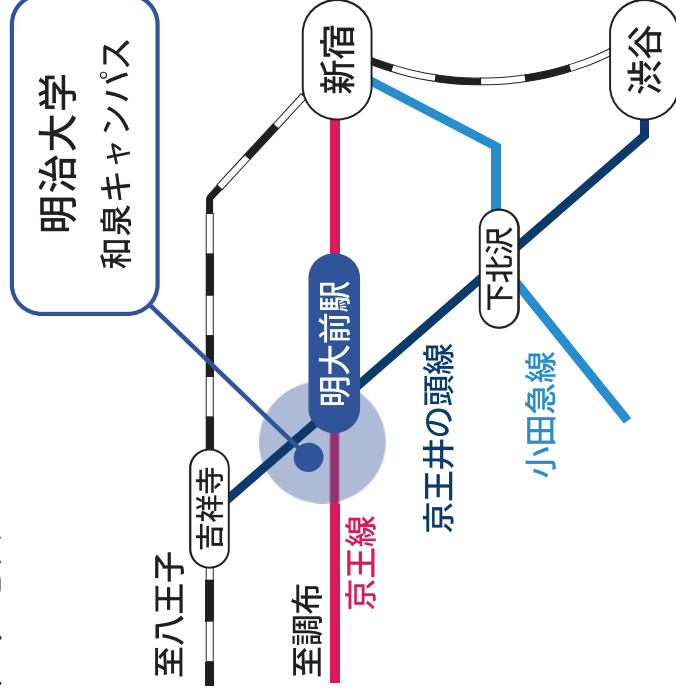 明治大学
和泉キャンパス
新宿
渋谷
下北沢
明大前駅
吉祥寺
至八王子
至調布
京王線
京王井の頭線
小田急線